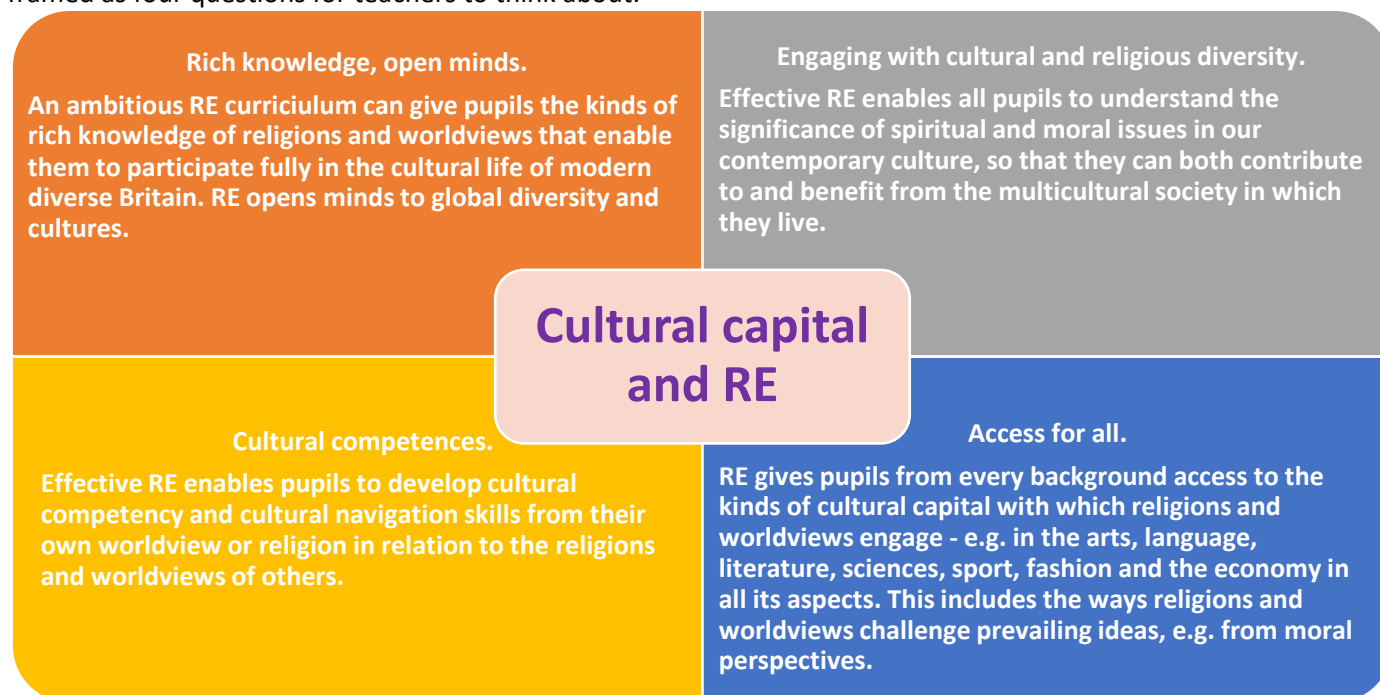 framed as four questions for teachers to think about.
Rich knowledge, open minds.
An ambitious RE curriciulum can give pupils the kinds of
rich knowledge of religions and worldviews that enable
them to participate fully in the cultural life of modern
diverse Britain. RE opens minds to global diversity and
cultures.
Engaging with cultural and religious diversity.
Effective RE enables all pupils to understand the
significance of spiritual and moral issues in our
contemporary culture, so that they can both contribute
to and benefit from the multicultural society in which
they live.
Cultural capital
and RE
Cultural competences.
Effective RE enables pupils to develop cultural
competency and cultural navigation skills from their
own worldview or religion in relation to the religions
and worldviews of others.
Access for all.
RE gives pupils from every background access to the
kinds of cultural capital with which religions and
worldviews engage - e.g. in the arts, language,
literature, sciences, sport, fashion and the economy in
all its aspects. This includes the ways religions and
worldviews challenge prevailing ideas, e.g. from moral
perspectives.